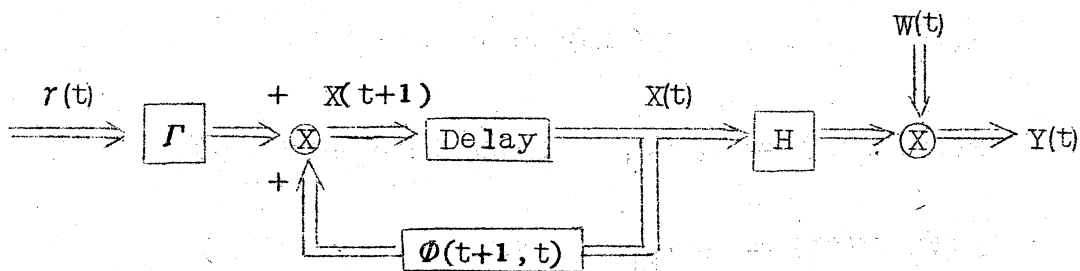 W(t)
r(t)
+
X(t+1)
X(t)
Γ
X
Delay
H
X
Y(t)
+
Φ(t+1,t)